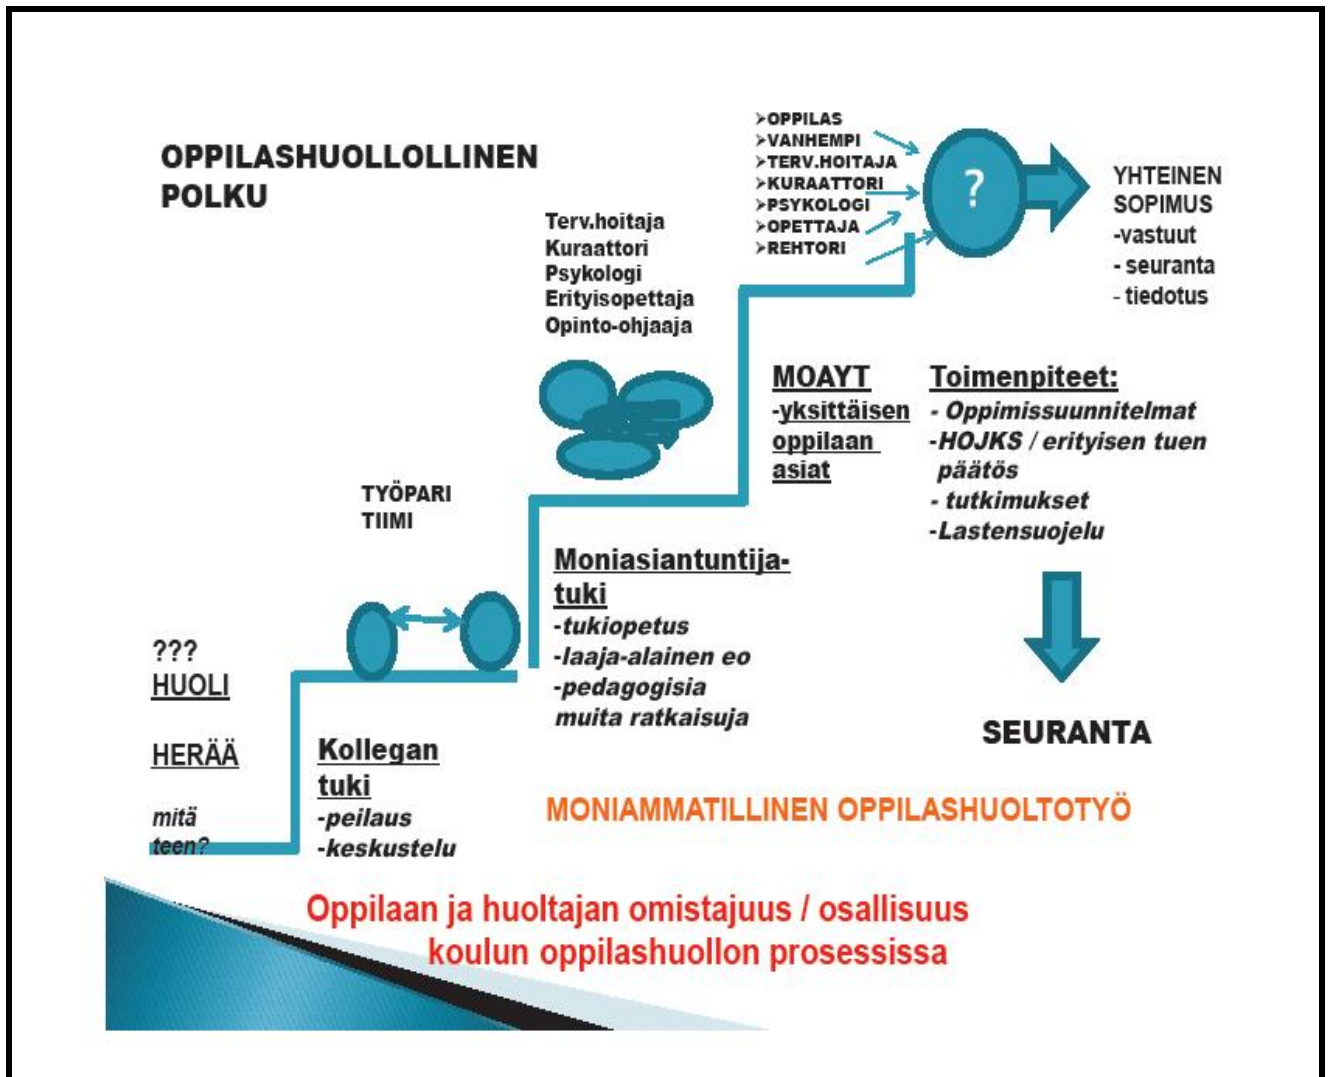 OPPILASHUOLLOLLINEN
POLKU
???
HUOLI
HERÄÄ
mitä
teen?
TYÖPARI
TIIMI
Kollegan
tuki
-peilaus
-keskustelu
Terv.hoitaja
Kuraattori
Psykologi
Erityisopettaja
Opinto-ohjaaja
Moniasiantuntija-
tuki
-tukiopetus
-laaja-alainen eo
-pedagogisia
muita ratkaisuja
➢OPPILAS
➢VANHEMPI
➢TERV.HOITAJA
➢KURAATTORI
➢PSYKOLOGI
➢OPETTAJA
➢REHTORI
?
YHTEINEN
SOPIMUS
-vastuut
- seuranta
- tiedotus
MOAYT
-yksittäisen
oppilaan
asiat
Toimenpiteet:
- Oppimissuunnitelmat
-HOJKS / erityisen tuen
päätös
- tutkimukset
-Lastensuojelu
SEURANTA
MONIAMMATILLINEN OPPILASHUOLTOTYÖ
Oppilaan ja huoltajan omistajuus / osallisuus
koulun oppilashuollon prosessissa